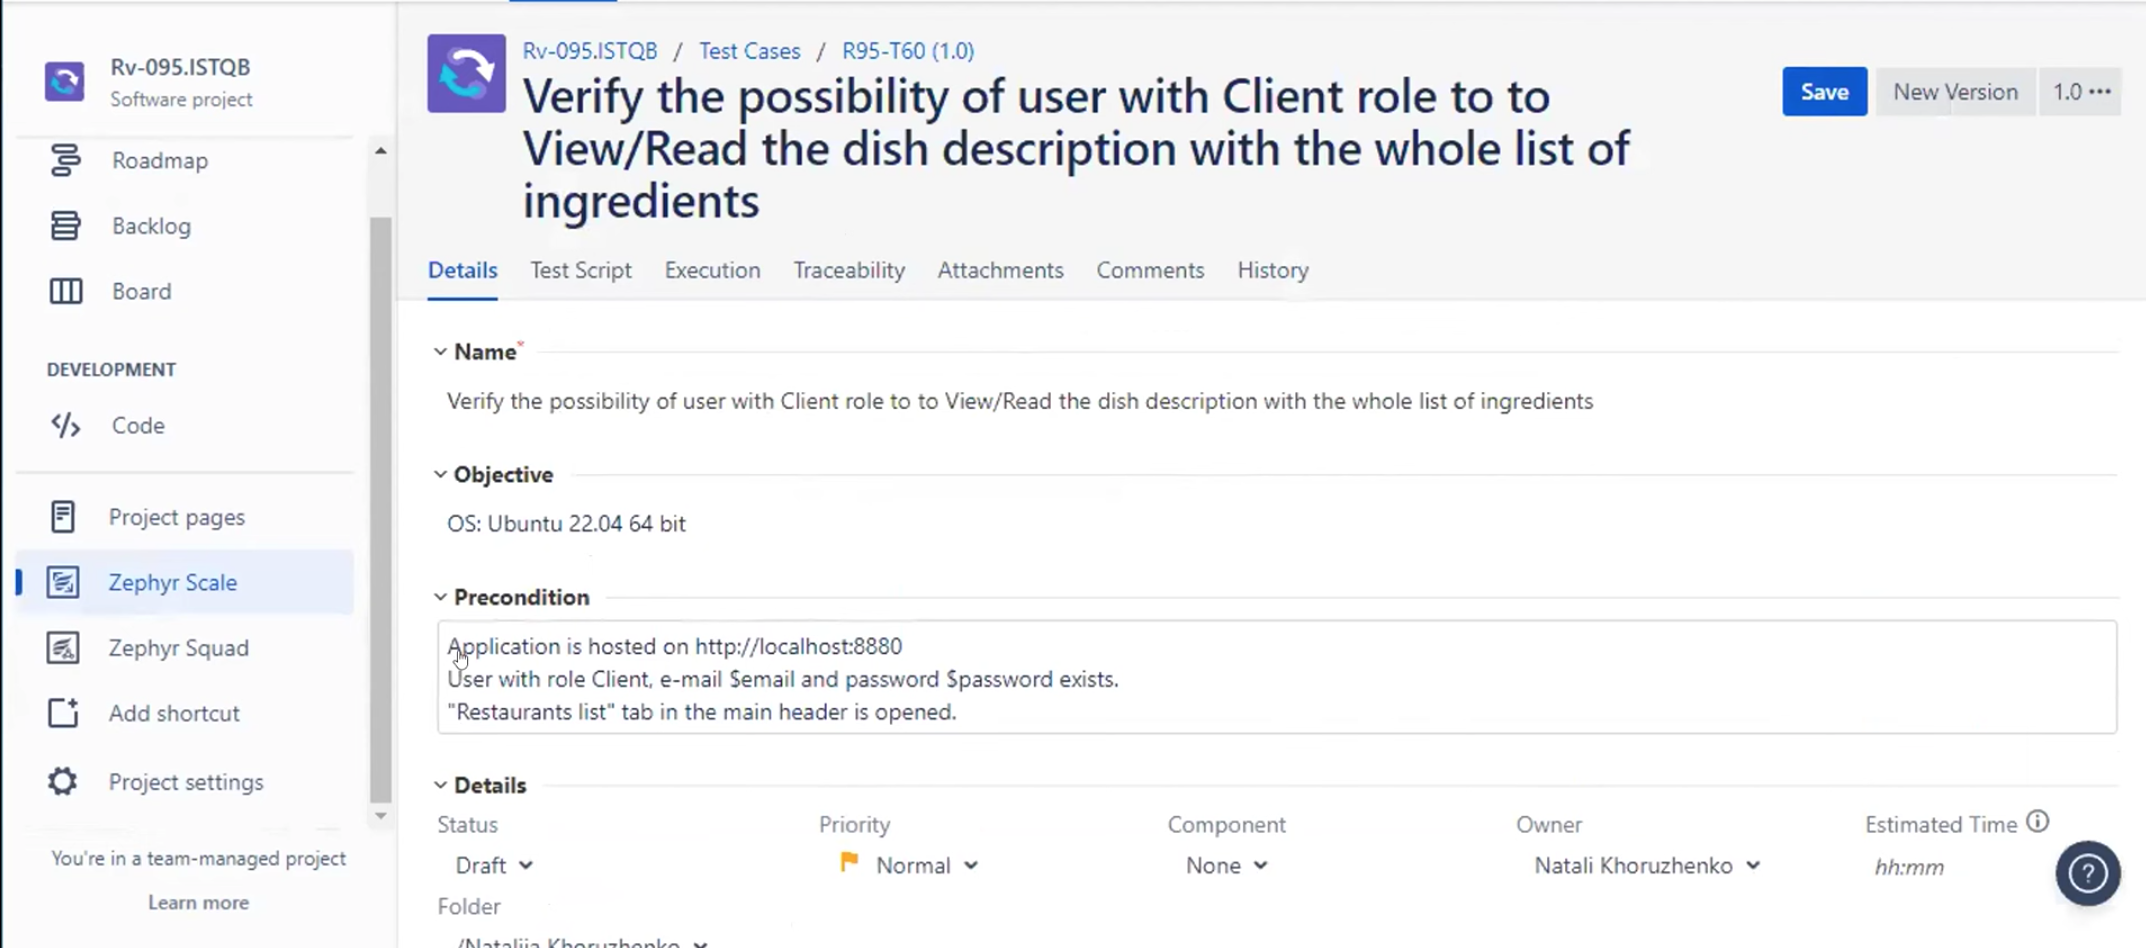 Rv-095.ISTQB
Software project
Roadmap
Backlog
Board
DEVELOPMENT
Code
Project pages
Zephyr Scale
Zephyr Squad
Add shortcut
Project settings
You're in a team-managed project
Learn more
Rv-095.ISTQB / Test Cases / R95-T60 (1.0)
Verify the possibility of user with Client role to to
View/Read the dish description with the whole list of
ingredients
Save New Version 1.0 •••
Details Test Script Execution Traceability Attachments Comments History
Name*
Verify the possibility of user with Client role to to View/Read the dish description with the whole list of ingredients
Objective
OS: Ubuntu 22.04 64 bit
Precondition
Application is hosted on http://localhost:8880
User with role Client, e-mail $email and password $password exists.
"Restaurants list" tab in the main header is opened.
Details
Status Priority Component Owner Estimated Time
Draft Normal None Natali Khoruzhenko hh:mm
Folder
/Nataliia Khoruzhenko